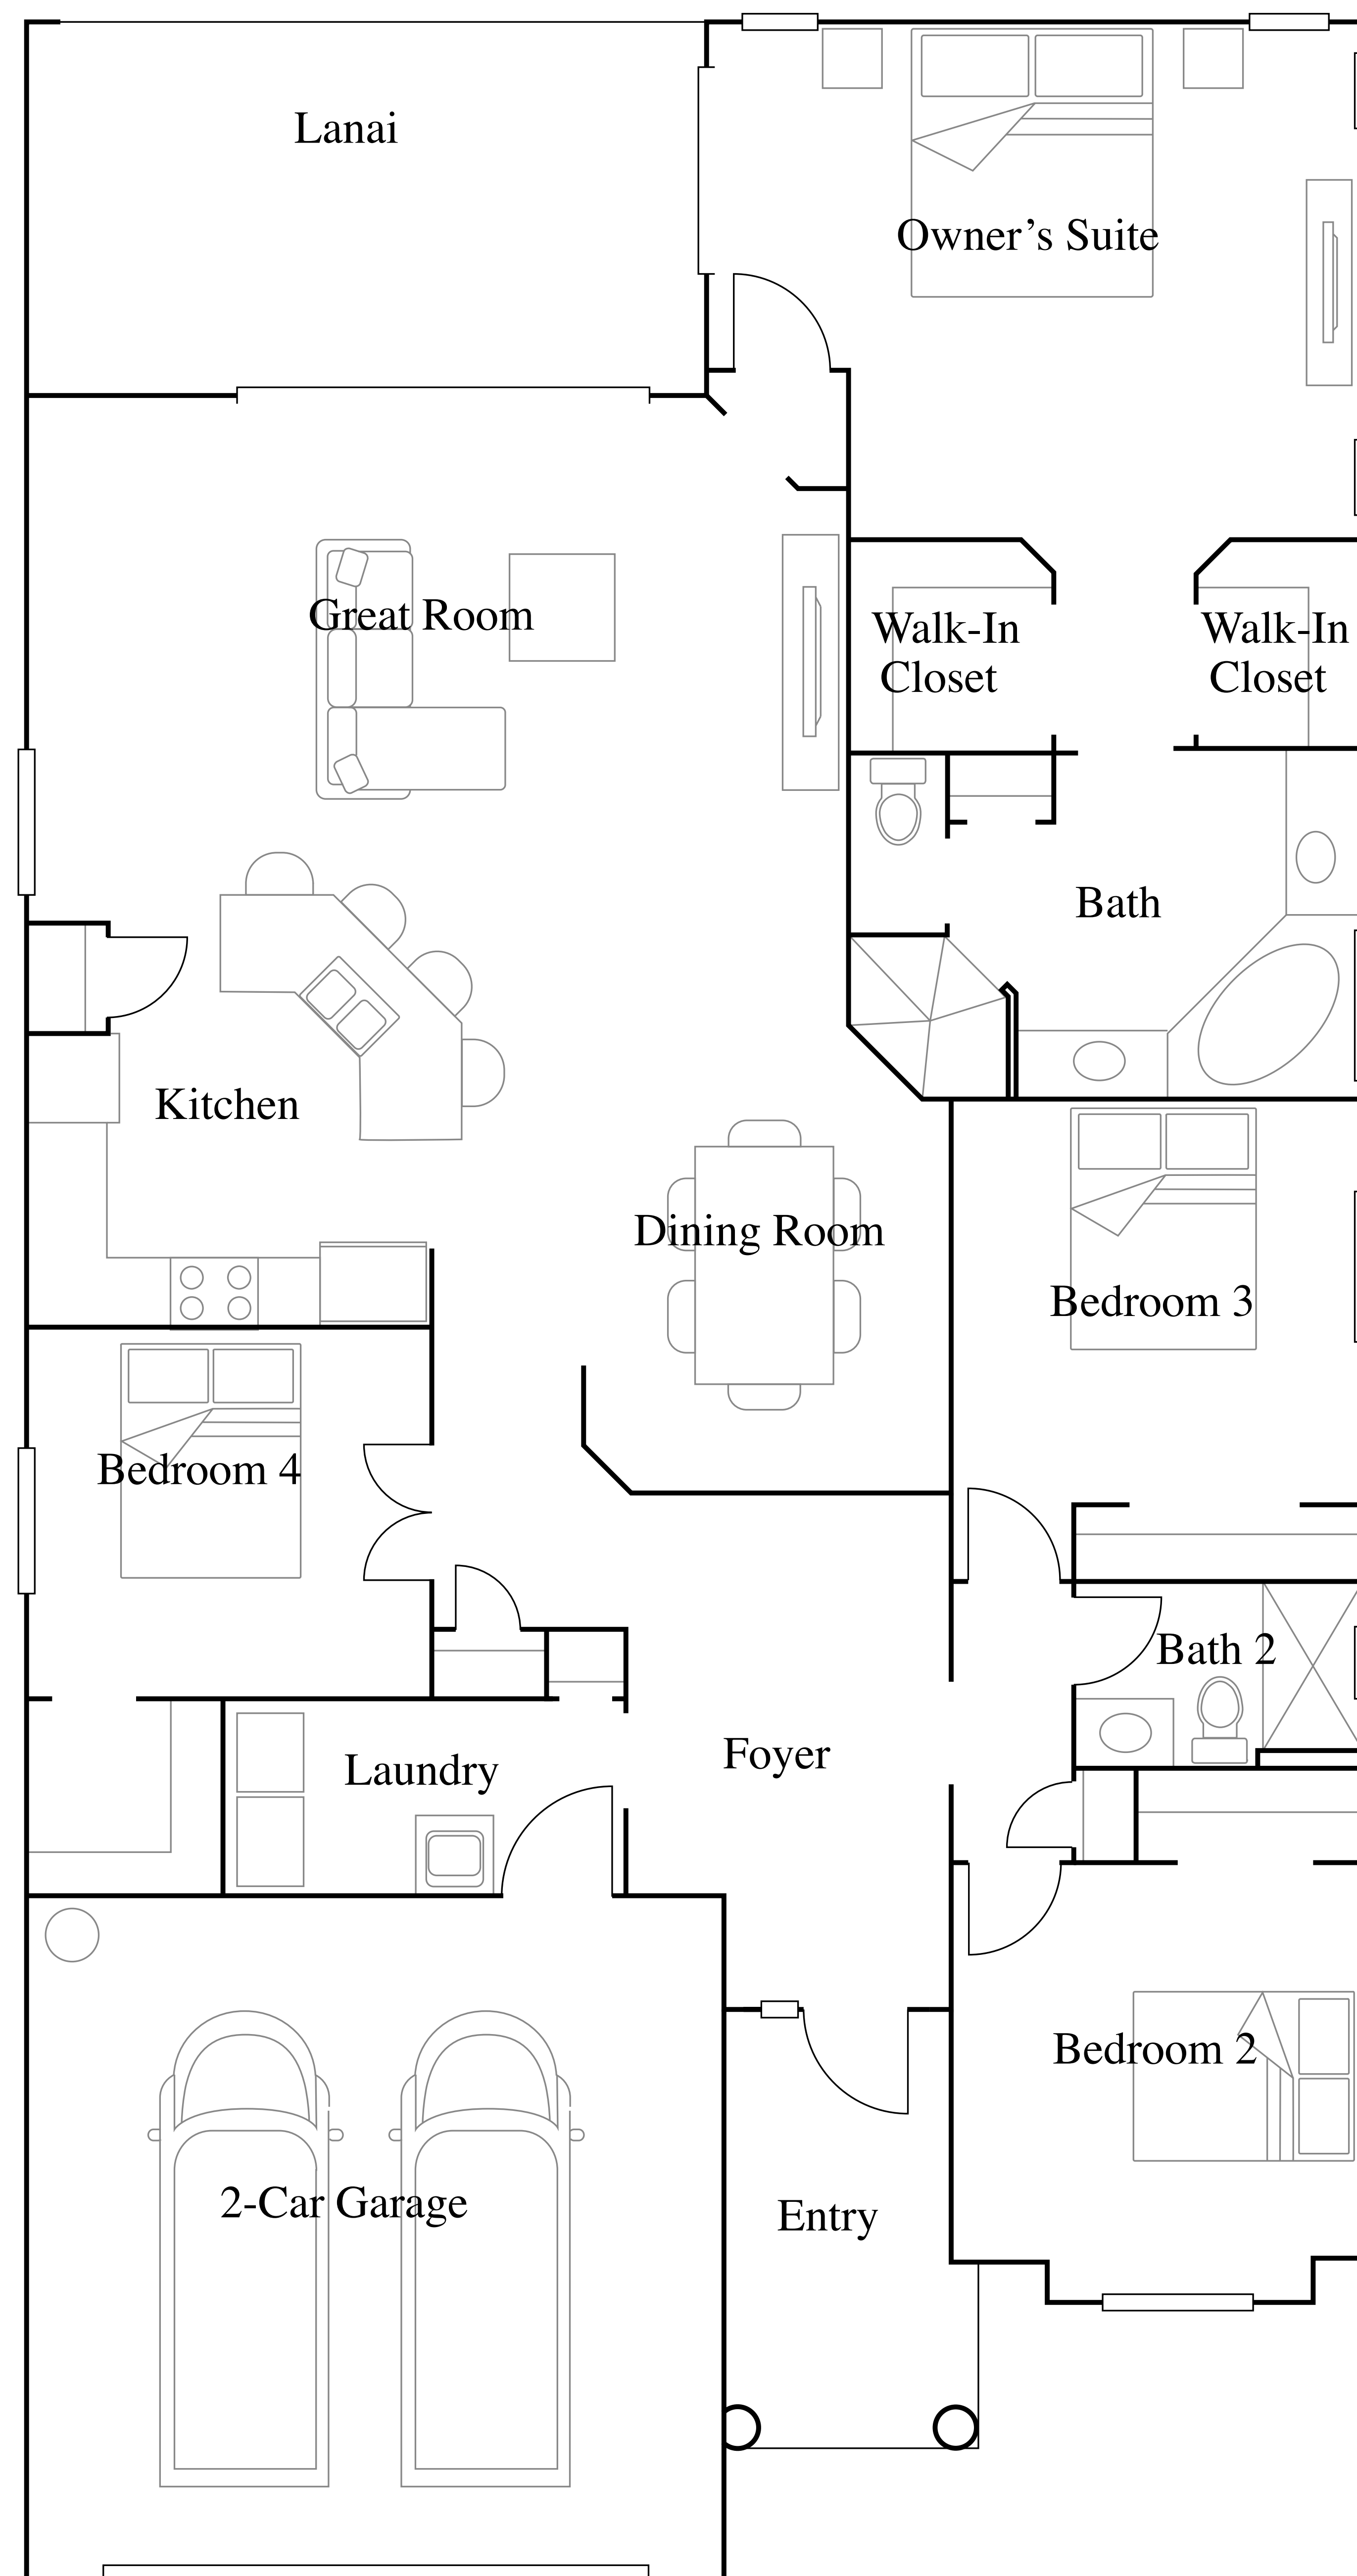 Lanai
Owner’s Suite
Great Room
Walk-In
Closet
Walk-In
Closet
Bath
Kitchen
Dining Room
Bedroom 3
Bedroom 4
Bath 2
Foyer
Laundry
Bedroom 2
2-Car Garage
Entry